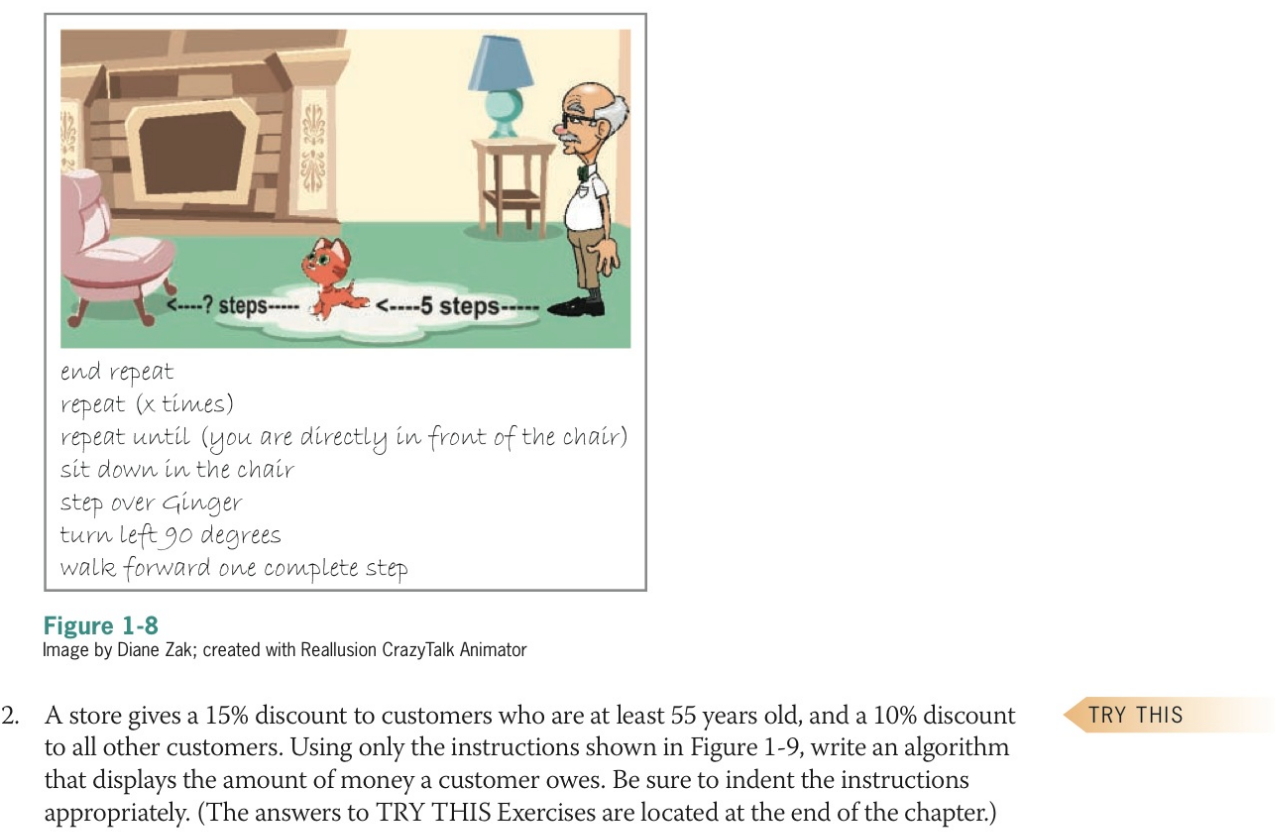 <----? steps-----
<----5 steps-----
end repeat
repeat (x times)
repeat until (you are directly in front of the chair)
sit down in the chair
step over Ginger
turn left 90 degrees
walk forward one complete step
Figure 1-8
Image by Diane Zak; created with Reallusion CrazyTalk Animator
2. A store gives a 15% discount to customers who are at least 55 years old, and a 10% discount
to all other customers. Using only the instructions shown in Figure 1-9, write an algorithm
that displays the amount of money a customer owes. Be sure to indent the instructions
appropriately. (The answers to TRY THIS Exercises are located at the end of the chapter.)
TRY THIS